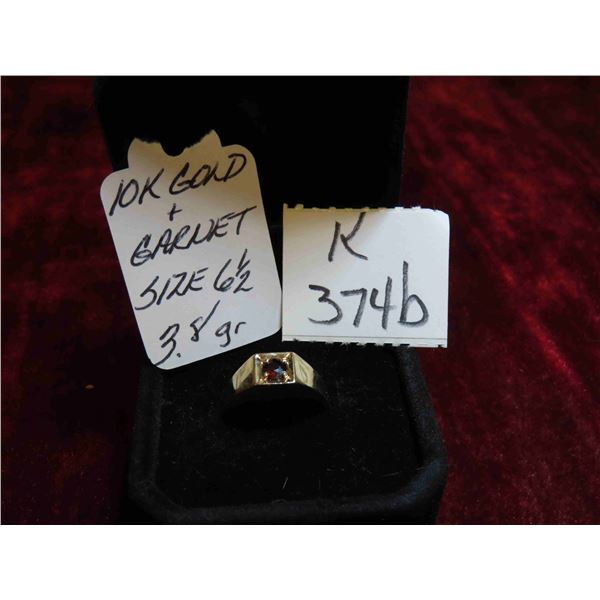 10K GOLD
+
GARNET
SIZE 6½
3.8 gr
K
374b